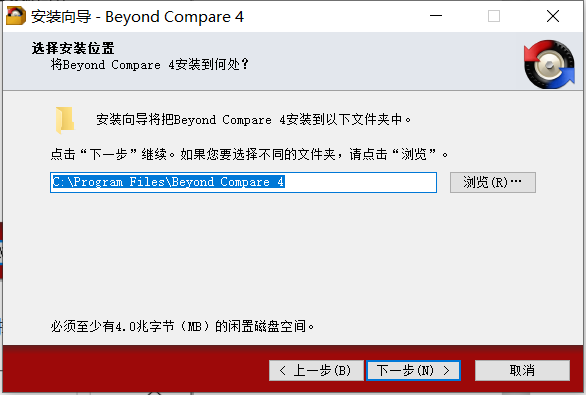 安装向导 - Beyond Compare 4
选择安装位置
将Beyond Compare 4安装到何处?
安装向导将把Beyond Compare 4安装到以下文件夹中。
点击“下一步”继续。如果您要选择不同的文件夹，请点击“浏览”。
C:\Program Files\Beyond Compare 4
浏览(R)…
必须至少有4.0兆字节（MB）的闲置磁盘空间。
< 上一步(B)
下一步(N) >
取消